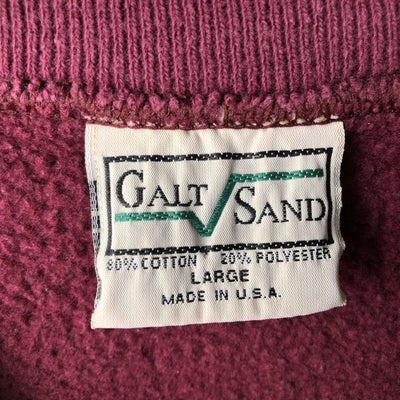 GALT SAND
80% COTTON 20% POLYESTER
LARGE
MADE IN U.S.A.